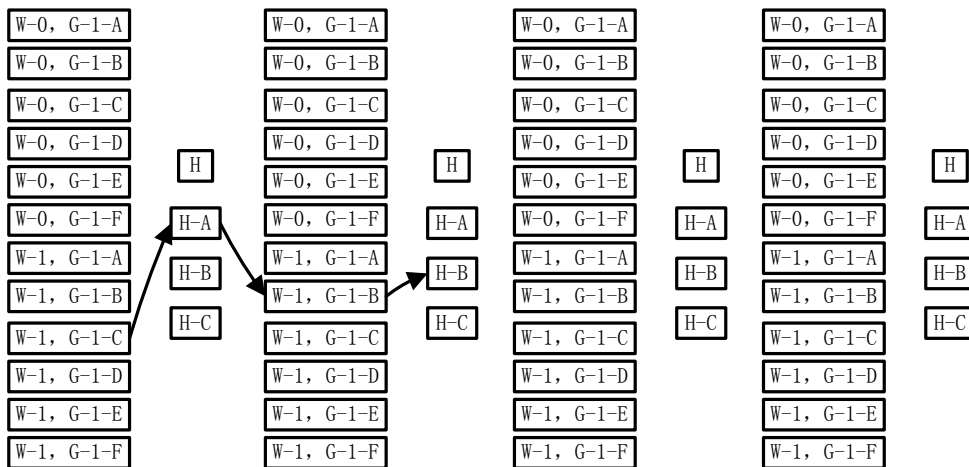 W-0, G-1-A W-0, G-1-A W-0, G-1-A W-0, G-1-A
W-0, G-1-B W-0, G-1-B W-0, G-1-B W-0, G-1-B
W-0, G-1-C W-0, G-1-C W-0, G-1-C W-0, G-1-C
W-0, G-1-D W-0, G-1-D W-0, G-1-D W-0, G-1-D
H H H H
W-0, G-1-E W-0, G-1-E W-0, G-1-E W-0, G-1-E
W-0, G-1-F H-A W-0, G-1-F H-A W-0, G-1-F H-A W-0, G-1-F H-A
W-1, G-1-A W-1, G-1-A W-1, G-1-A W-1, G-1-A
H-B H-B H-B H-B
W-1, G-1-B W-1, G-1-B W-1, G-1-B W-1, G-1-B
H-C H-C H-C H-C
W-1, G-1-C W-1, G-1-C W-1, G-1-C W-1, G-1-C
W-1, G-1-D W-1, G-1-D W-1, G-1-D W-1, G-1-D
W-1, G-1-E W-1, G-1-E W-1, G-1-E W-1, G-1-E
W-1, G-1-F W-1, G-1-F W-1, G-1-F W-1, G-1-F